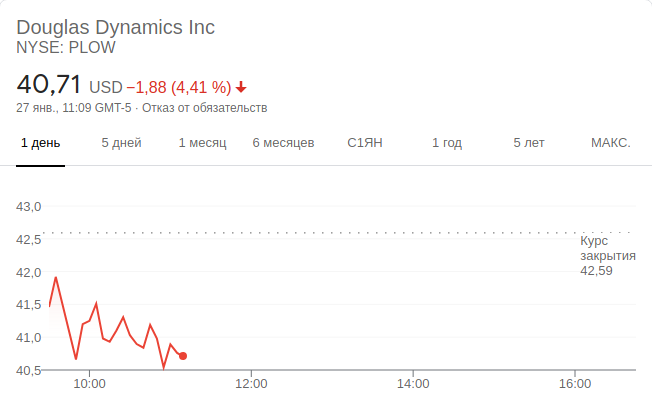 Douglas Dynamics Inc
NYSE: PLOW
40,71 USD −1,88 (4,41 %)
27 янв., 11:09 GMT-5 · Отказ от обязательств
1 день 5 дней 1 месяц 6 месяцев С1ЯН 1 год 5 лет МАКС.
43,0
42,5
Курс
закрытия
42,59
42,0
41,5
41,0
40,5
10:00 12:00 14:00 16:00